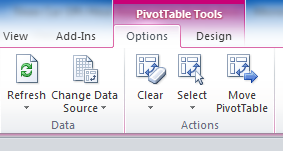 PivotTable Tools
View Add-Ins Options Design
Refresh Change Data Clear Select Move
Source PivotTable
Data Actions